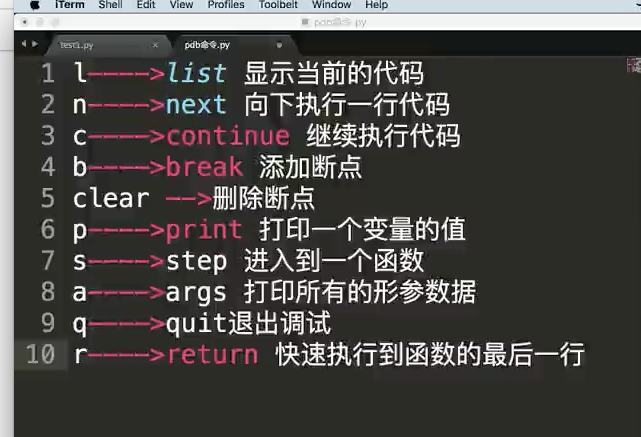 iTerm Shell Edit View Profiles Toolbelt Window Help
pdb命令.py
test1.py × pdb命令.py
1 l---->list 显示当前的代码
2 n---->next 向下执行一行代码
3 c---->continue 继续执行代码
4 b---->break 添加断点
5 clear -->删除断点
6 p---->print 打印一个变量的值
7 s---->step 进入到一个函数
8 a---->args 打印所有的形参数据
9 q---->quit退出调试
10 r---->return 快速执行到函数的最后一行